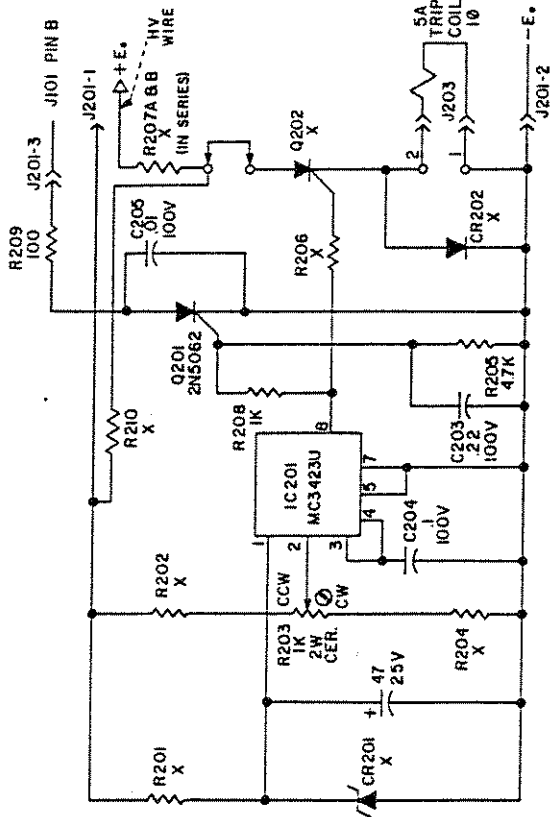 R209
100
J201-3
J101 PIN B
J201-1
HV
WIRE
+E.
R207A & B
X
(IN SERIES)
C205
.01
100V
Q201
2N5062
Q202
X
R206
X
5A
TRIP
COIL
10
2
J203
1
CR202
X
-E.
J201-2
R210
X
R208
1K
8
IC201
MC3423U
1
2
3
4
5
7
R205
4.7K
C203
.22
100V
C204
.1
100V
R202
X
CCW
R203
1K
2W
CER.
CW
R204
X
R201
X
+
47
25V
CR201
X